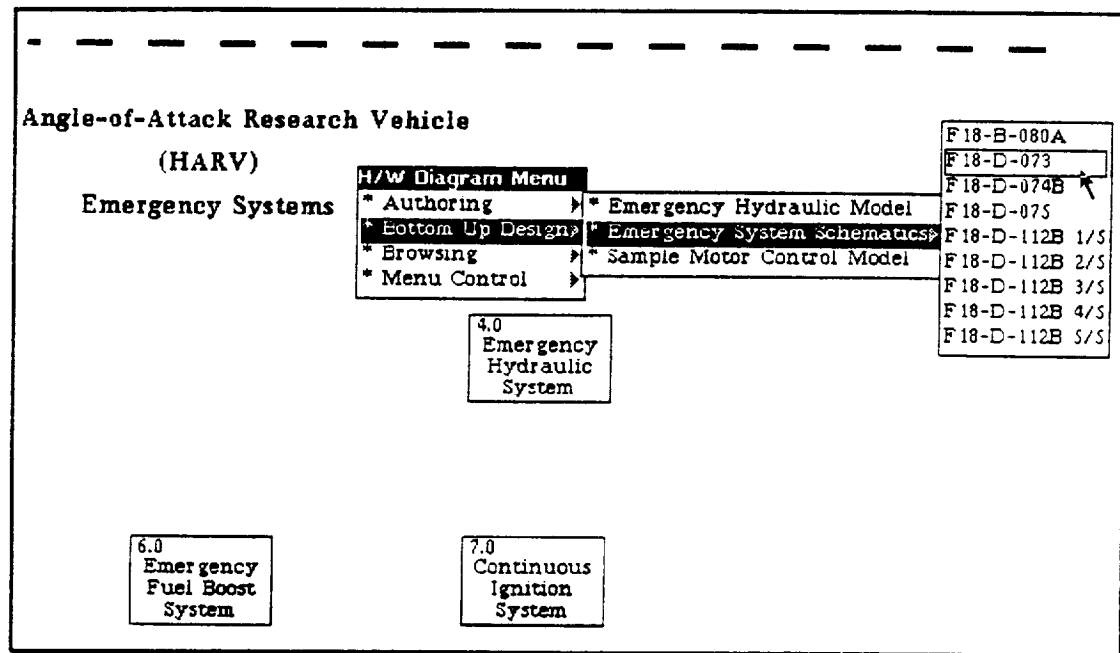 Angle-of-Attack Research Vehicle
(HARV)
Emergency Systems
H/W Diagram Menu
* Authoring
* Bottom Up Design
* Browsing
* Menu Control
* Emergency Hydraulic Model
* Emergency System Schematics
* Sample Motor Control Model
F18-B-080A
F18-D-073
F18-D-074B
F18-D-075
F18-D-112B 1/5
F18-D-112B 2/5
F18-D-112B 3/5
F18-D-112B 4/5
F18-D-112B 5/5
4.0
Emergency
Hydraulic
System
6.0
Emergency
Fuel Boost
System
7.0
Continuous
Ignition
System